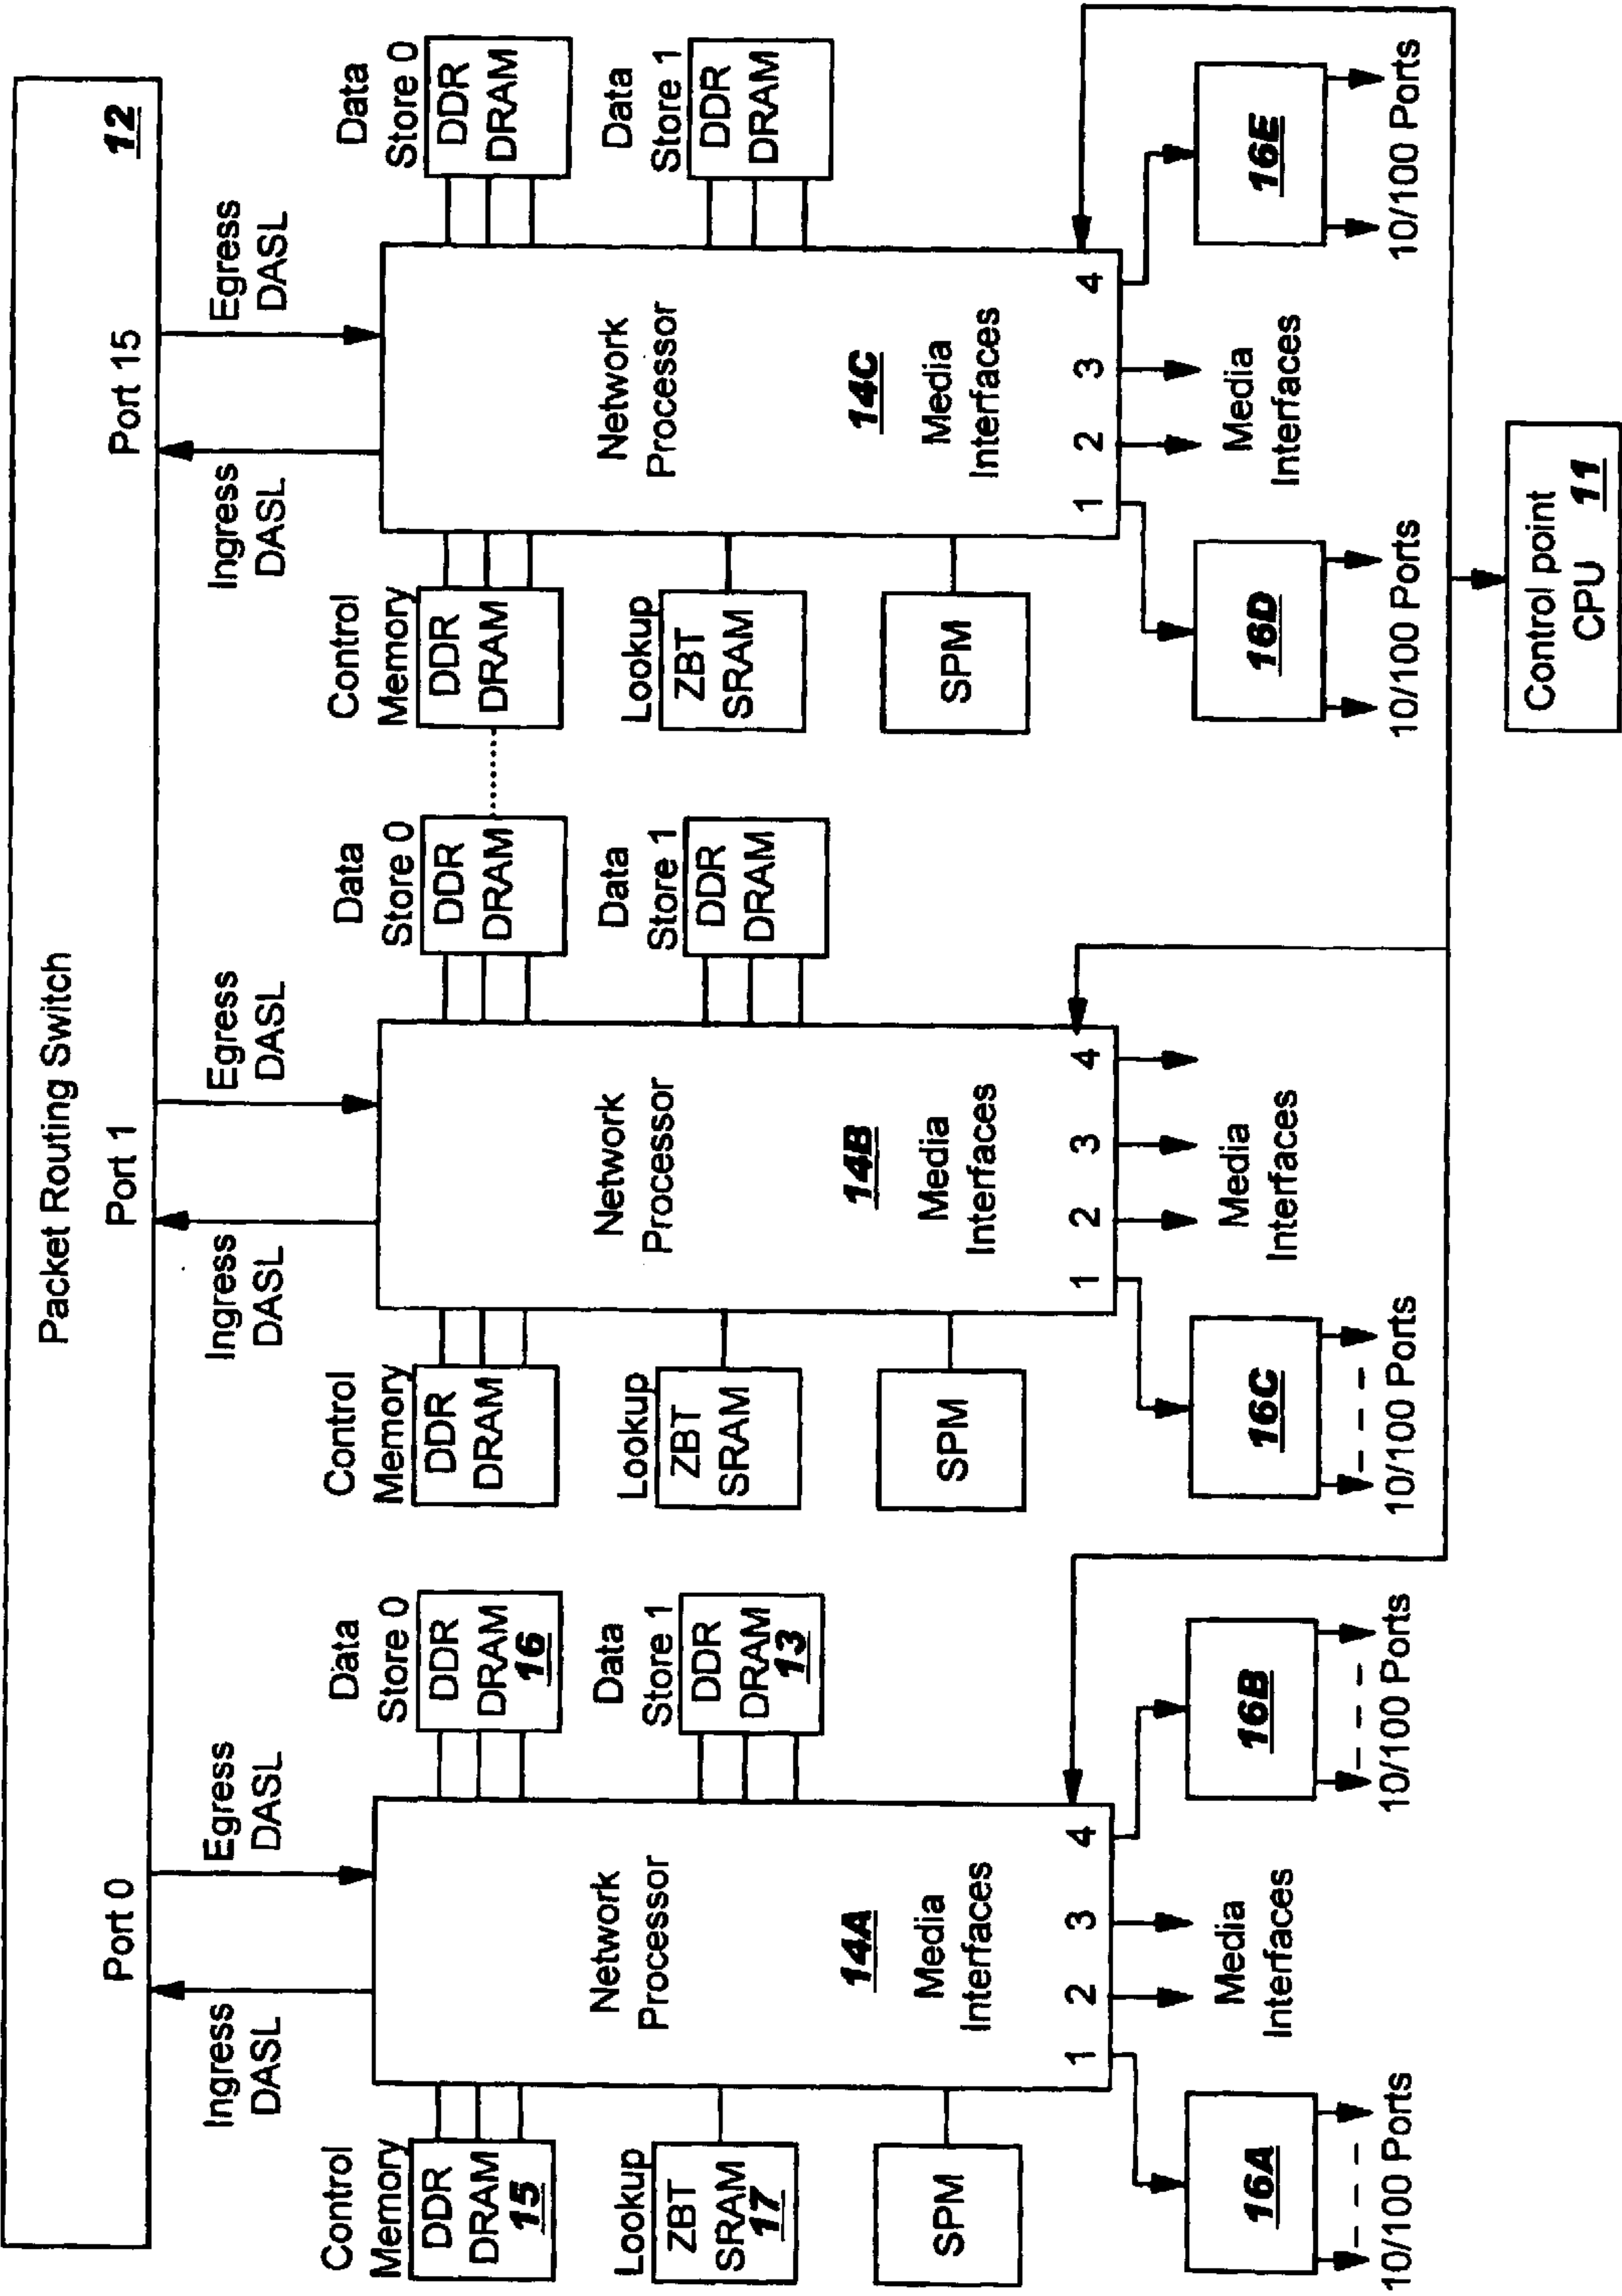 Packet Routing Switch
12
Port 0
Port 1
Port 15
Ingress
DASL
Egress
DASL
Ingress
DASL
Egress
DASL
Ingress
DASL
Egress
DASL
Control
Memory
DDR
DRAM
15
Lookup
ZBT
SRAM
17
SPM
Network
Processor
14A
Media
Interfaces
1 2 3 4
Data
Store 0
DDR
DRAM
16
Data
Store 1
DDR
DRAM
13
16A
10/100 Ports
Media
Interfaces
16B
10/100 Ports
Control
Memory
DDR
DRAM
Lookup
ZBT
SRAM
SPM
Network
Processor
14B
Media
Interfaces
1 2 3 4
Data
Store 0
DDR
DRAM
Data
Store 1
DDR
DRAM
16C
10/100 Ports
Media
Interfaces
Control
Memory
DDR
DRAM
Lookup
ZBT
SRAM
SPM
Network
Processor
14C
Media
Interfaces
1 2 3 4
Data
Store 0
DDR
DRAM
Data
Store 1
DDR
DRAM
16D
10/100 Ports
Media
Interfaces
16E
10/100 Ports
Control point
CPU 11